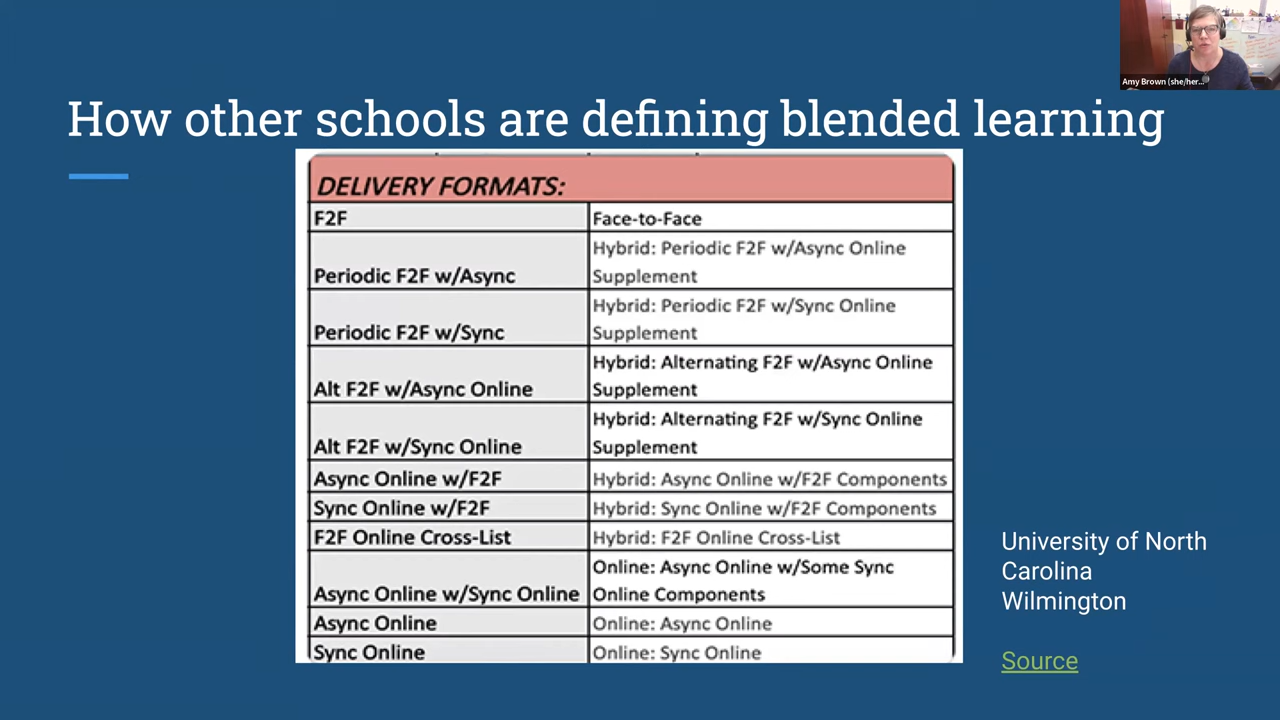 Amy Brown (she/her...
How other schools are defining blended learning
DELIVERY FORMATS:
F2F
Face-to-Face
Periodic F2F w/Async
Hybrid: Periodic F2F w/Async Online
Supplement
Periodic F2F w/Sync
Hybrid: Periodic F2F w/Sync Online
Supplement
Alt F2F w/Async Online
Hybrid: Alternating F2F w/Async Online
Supplement
Alt F2F w/Sync Online
Hybrid: Alternating F2F w/Sync Online
Supplement
Async Online w/F2F
Hybrid: Async Online w/F2F Components
Sync Online w/F2F
Hybrid: Sync Online w/F2F Components
F2F Online Cross-List
Hybrid: F2F Online Cross-List
Async Online w/Sync Online
Online: Async Online w/Some Sync
Online Components
Async Online
Online: Async Online
Sync Online
Online: Sync Online
University of North
Carolina
Wilmington
Source